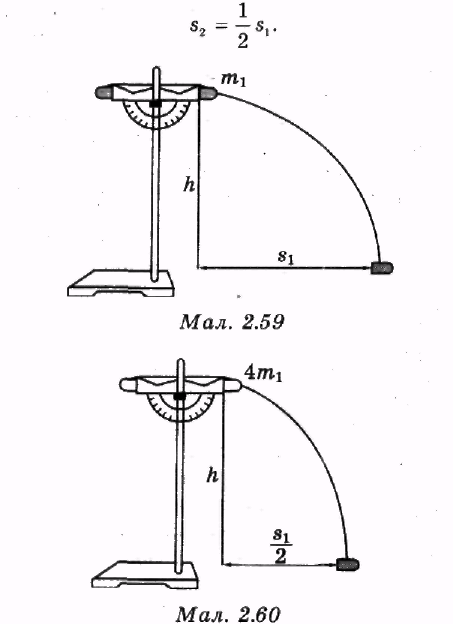 s₂ = 1/2 s₁.
m₁
h
s₁
Мал. 2.59
4m₁
h
s₁/2
Мал. 2.60